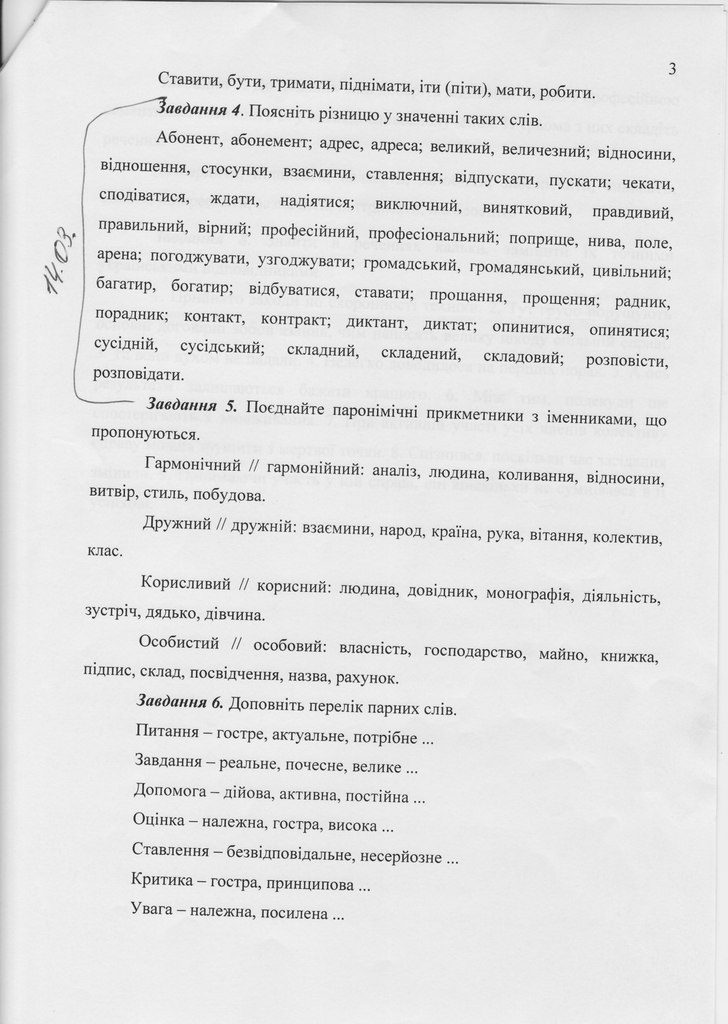 3
Ставити, бути, тримати, піднімати, іти (піти), мати, робити.
Завдання 4. Поясніть різницю у значенні таких слів.
Абонент, абонемент; адрес, адреса; великий, величезний; відносини,
відношення, стосунки, взаємини, ставлення; відпускати, пускати; чекати,
сподіватися, ждати, надіятися; виключний, винятковий, правдивий,
правильний, вірний; професійний, професіональний; поприще, нива, поле,
арена; погоджувати, узгоджувати; громадський, громадянський, цивільний;
багатир, богатир; відбуватися, ставати; прощання, прощення; радник,
порадник; контакт, контракт; диктант, диктат; опинитися, опинятися;
сусідній, сусідський; складний, складений, складовий; розповісти,
розповідати.
14.03.
Завдання 5. Поєднайте паронімічні прикметники з іменниками, що
пропонуються.
Гармонічний // гармонійний: аналіз, людина, коливання, відносини,
витвір, стиль, побудова.
Дружний // дружній: взаємини, народ, країна, рука, вітання, колектив,
клас.
Корисливий // корисний: людина, довідник, монографія, діяльність,
зустріч, дядько, дівчина.
Особистий // особовий: власність, господарство, майно, книжка,
підпис, склад, посвідчення, назва, рахунок.
Завдання 6. Доповніть перелік парних слів.
Питання – гостре, актуальне, потрібне ...
Завдання – реальне, почесне, велике ...
Допомога – дійова, активна, постійна ...
Оцінка – належна, гостра, висока ...
Ставлення – безвідповідальне, несерйозне ...
Критика – гостра, принципова ...
Увага – належна, посилена ...